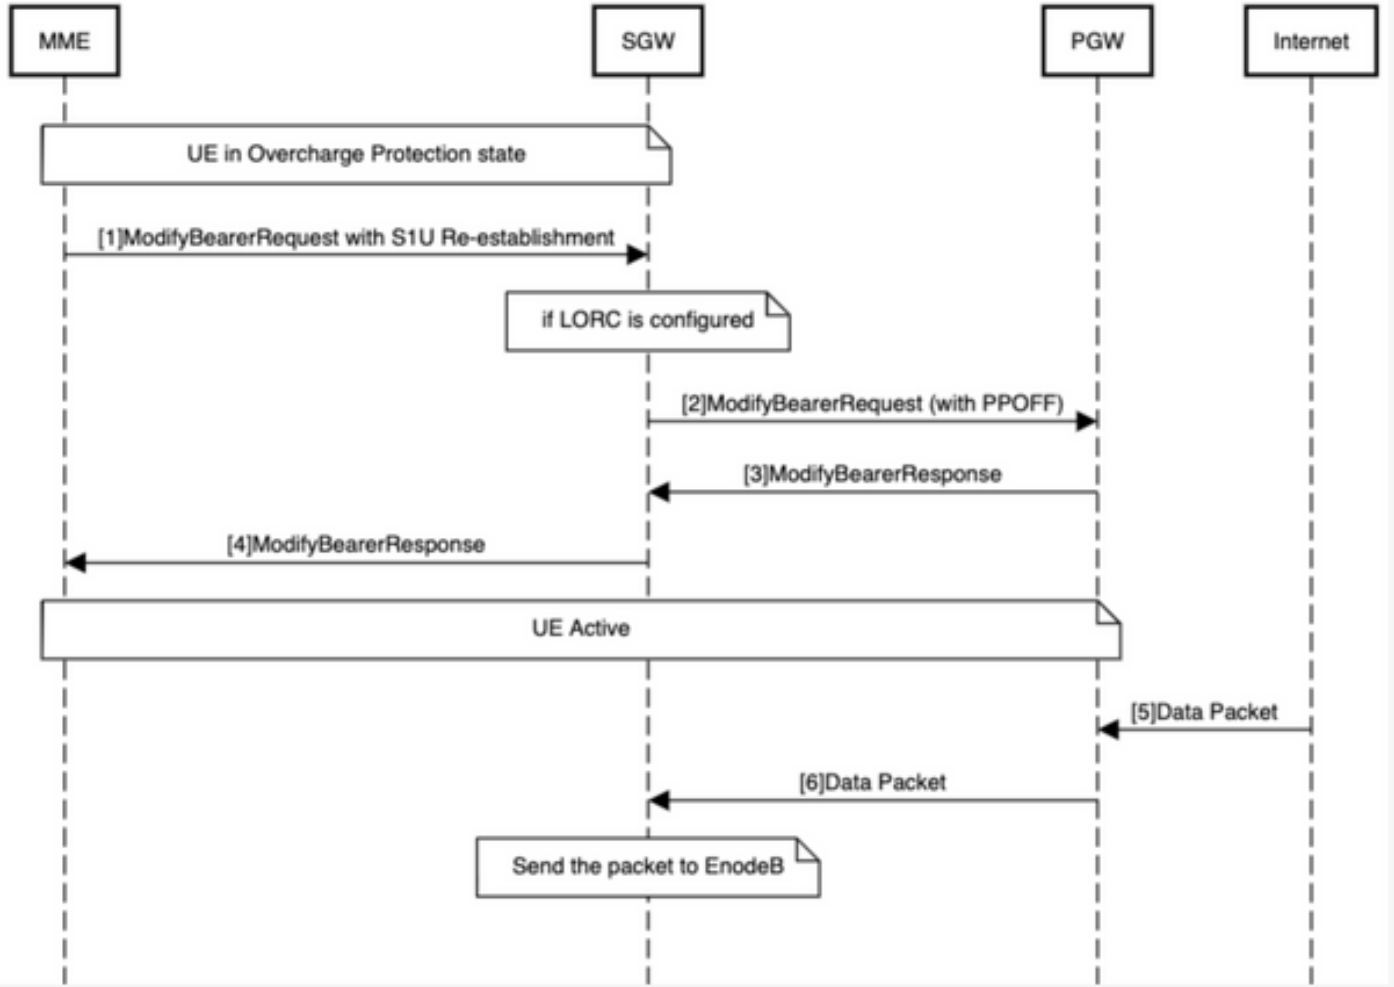 MME
SGW
PGW
Internet
UE in Overcharge Protection state
[1]ModifyBearerRequest with S1U Re-establishment
if LORC is configured
[2]ModifyBearerRequest (with PPOFF)
[3]ModifyBearerResponse
[4]ModifyBearerResponse
UE Active
[5]Data Packet
[6]Data Packet
Send the packet to EnodeB